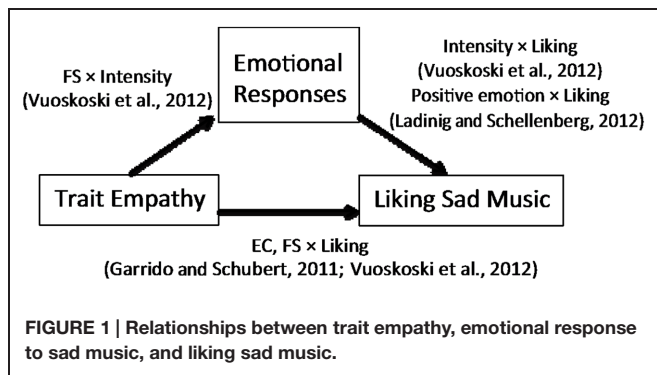 FS × Intensity
(Vuoskoski et al., 2012)
Emotional
Responses
Intensity × Liking
(Vuoskoski et al., 2012)
Positive emotion × Liking
(Ladinig and Schellenberg, 2012)
Trait Empathy
Liking Sad Music
EC, FS × Liking
(Garrido and Schubert, 2011; Vuoskoski et al., 2012)
FIGURE 1 | Relationships between trait empathy, emotional response
to sad music, and liking sad music.